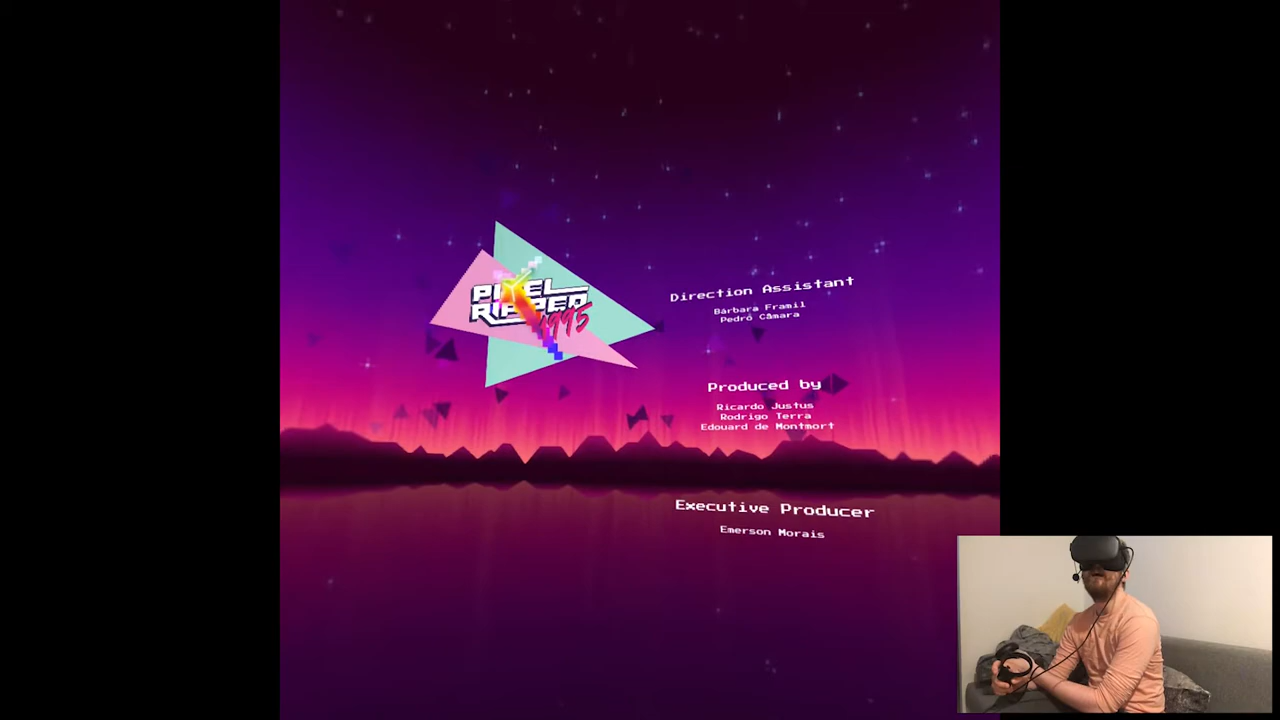 PIXEL
RIPPER
1995
Direction Assistant
Bárbara Framil
Pedro Câmara
Produced by
Ricardo Justus
Rodrigo Terra
Edouard de Montmort
Executive Producer
Emerson Morais